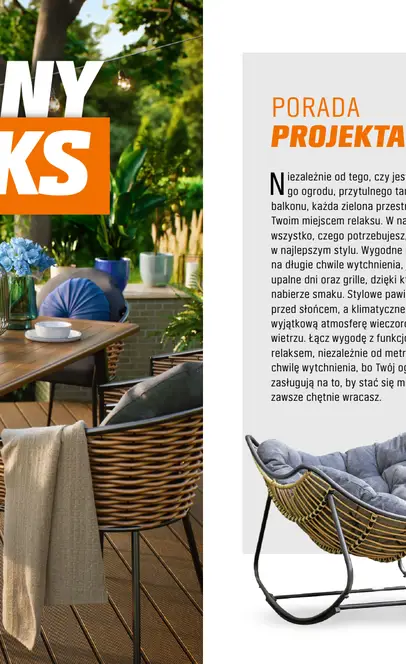 NY
KS
PORADA
PROJEKTA
Niezależnie od tego, czy jes
go ogrodu, przytulnego tar
balkonu, każda zielona przestr
Twoim miejscem relaksu. W na
wszystko, czego potrzebujesz,
w najlepszym stylu. Wygodne
na długie chwile wytchnienia,
upalne dni oraz grille, dzięki k
nabierze smaku. Stylowe pawi
przed słońcem, a klimatyczne
wyjątkową atmosferę wieczoro
wietrzu. Łącz wygodę z funkcjo
relaksem, niezależnie od metr
chwilę wytchnienia, bo Twój og
zasługują na to, by stać się m
zawsze chętnie wracasz.